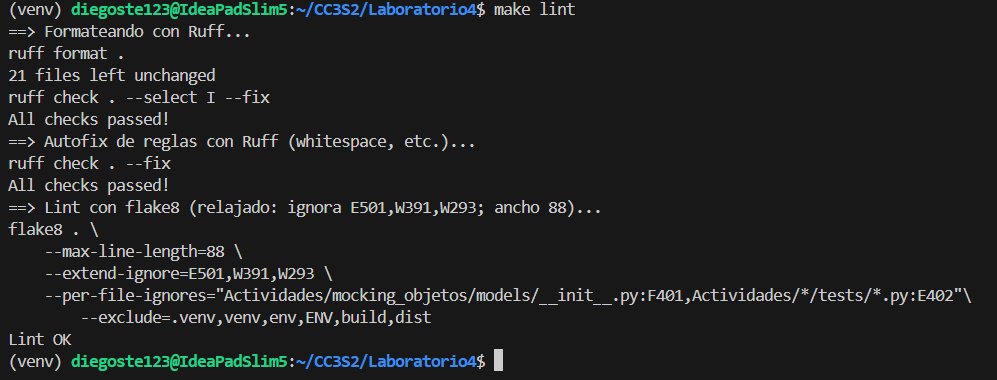 (venv) diegoste123@IdeaPadSlim5:~/CC3S2/Laboratorio4$ make lint
==> Formateando con Ruff...
ruff format .
21 files left unchanged
ruff check . --select I --fix
All checks passed!
==> Autofix de reglas con Ruff (whitespace, etc.)...
ruff check . --fix
All checks passed!
==> Lint con flake8 (relajado: ignora E501,W391,W293; ancho 88)...
flake8 . \
    --max-line-length=88 \
    --extend-ignore=E501,W391,W293 \
    --per-file-ignores="Actividades/mocking_objetos/models/__init__.py:F401,Actividades/*/tests/*.py:E402"\
        --exclude=.venv,venv,env,ENV,build,dist
Lint OK
(venv) diegoste123@IdeaPadSlim5:~/CC3S2/Laboratorio4$